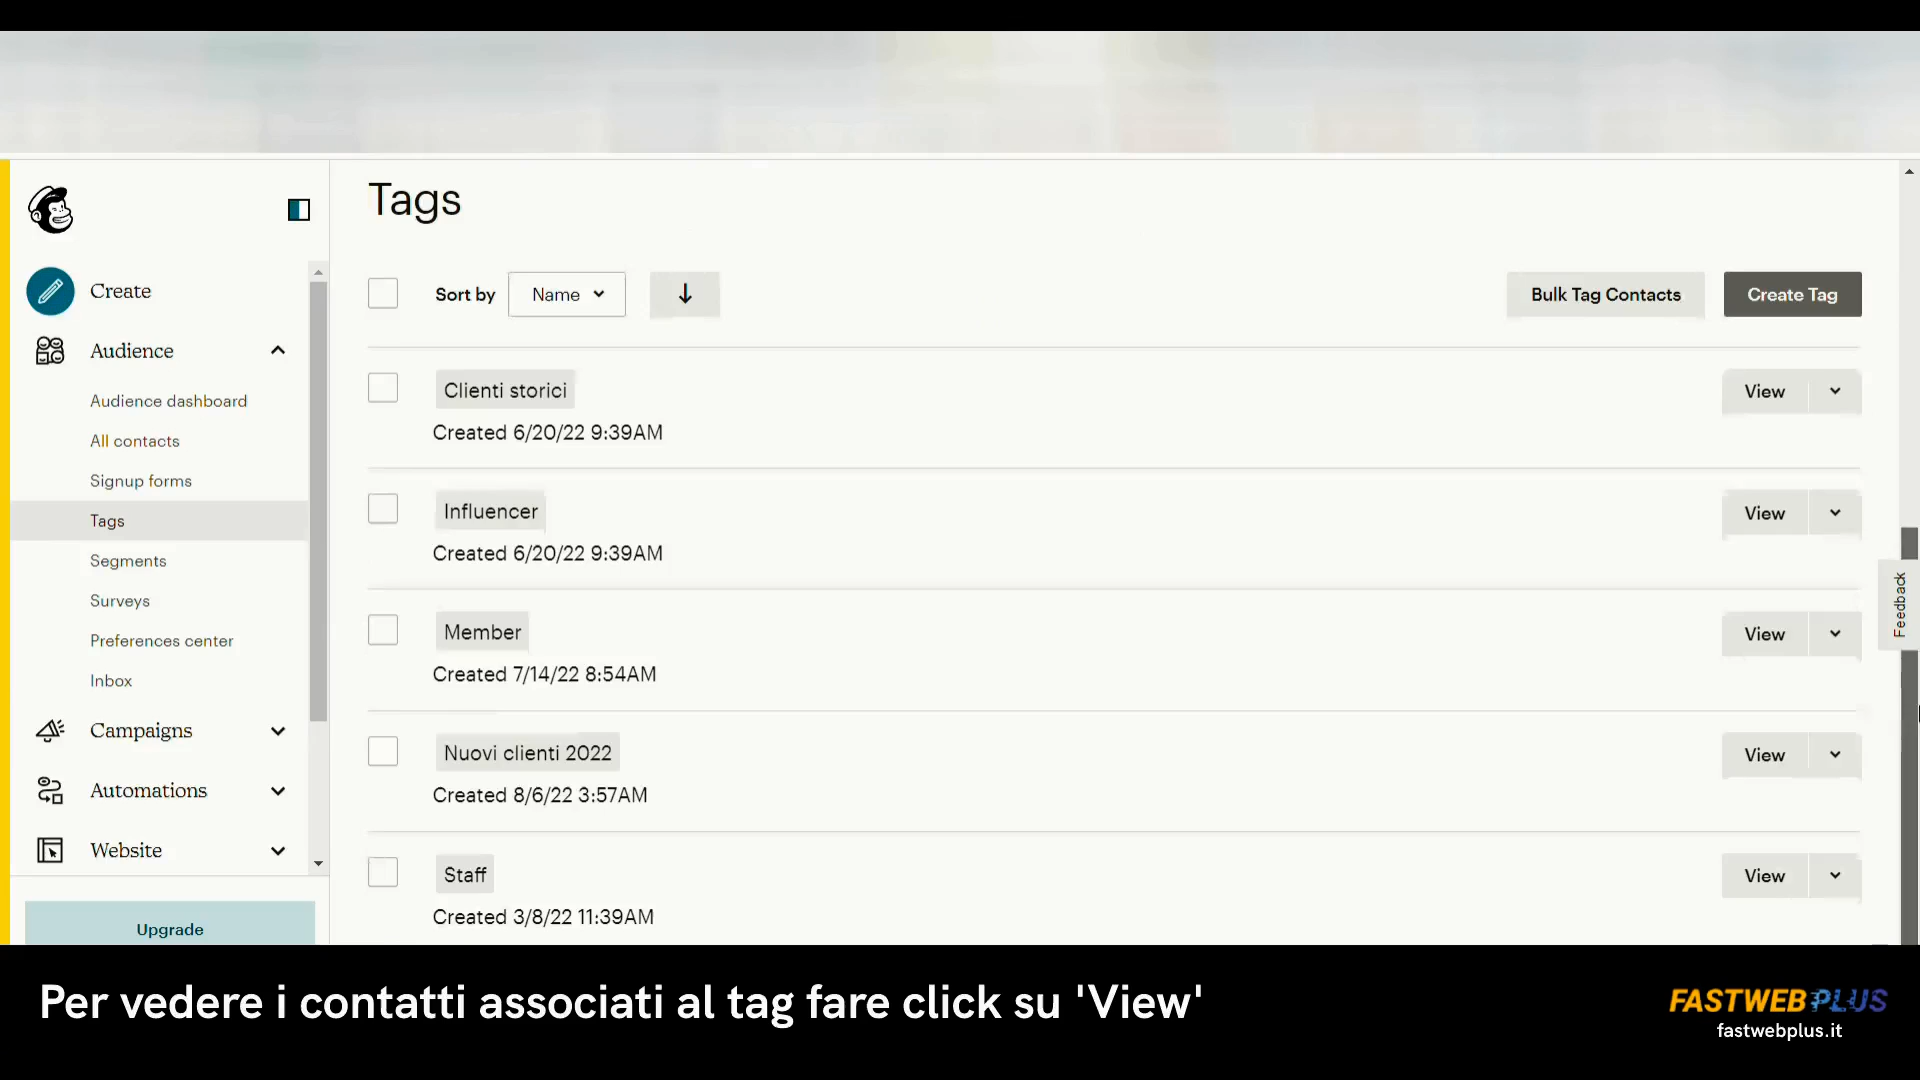 Tags
Create
Sort by Name
Bulk Tag Contacts
Create Tag
Audience
Audience dashboard
All contacts
Signup forms
Tags
Segments
Surveys
Preferences center
Inbox
Campaigns
Automations
Website
Upgrade
Clienti storici
Created 6/20/22 9:39AM
View
Influencer
Created 6/20/22 9:39AM
View
Member
Created 7/14/22 8:54AM
View
Nuovi clienti 2022
Created 8/6/22 3:57AM
View
Staff
Created 3/8/22 11:39AM
View
Feedback
Per vedere i contatti associati al tag fare click su 'View'
FASTWEBPLUS
fastwebplus.it